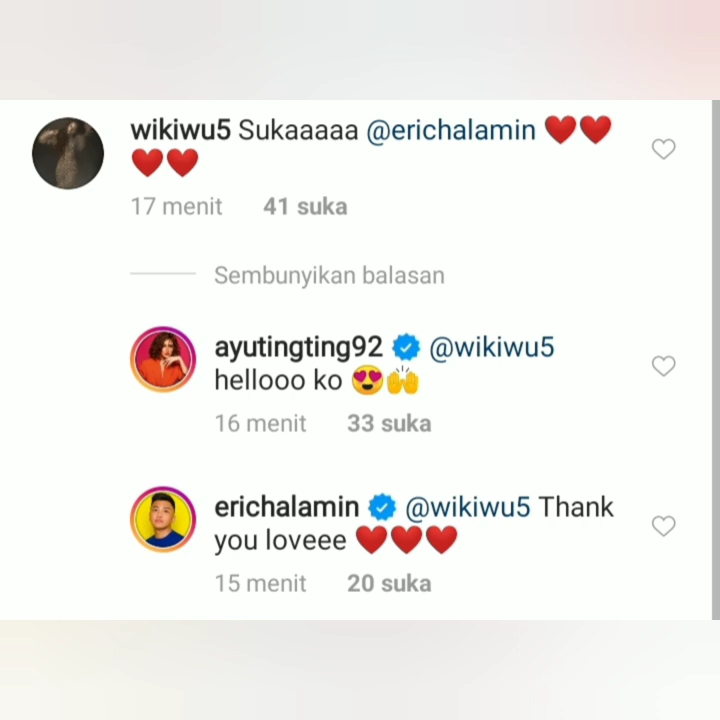 wikiwu5 Sukaaaaa @erichalamin ❤️❤️
❤️❤️
17 menit 41 suka
Sembunyikan balasan
ayutingting92 @wikiwu5
hellooo ko 😍🙌
16 menit 33 suka
erichalamin @wikiwu5 Thank
you loveee ❤️❤️❤️
15 menit 20 suka